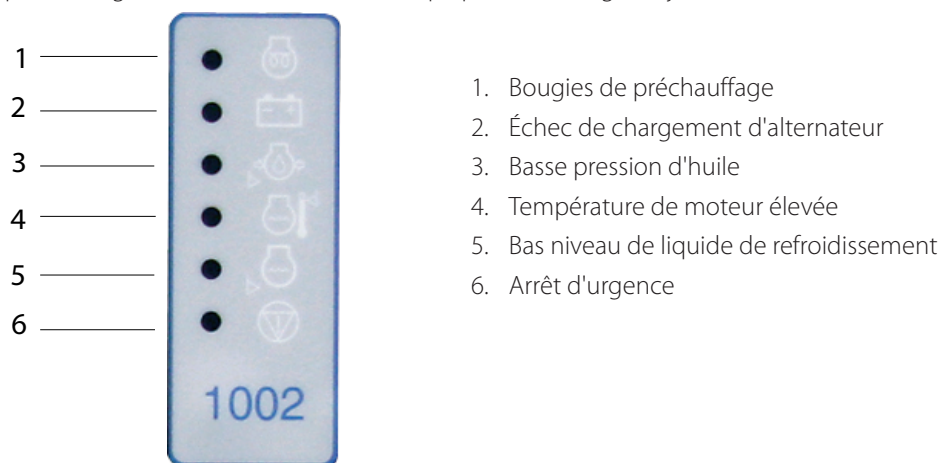 1
2
3
4
5
6
1002
1. Bougies de préchauffage
2. Échec de chargement d'alternateur
3. Basse pression d'huile
4. Température de moteur élevée
5. Bas niveau de liquide de refroidissement
6. Arrêt d'urgence